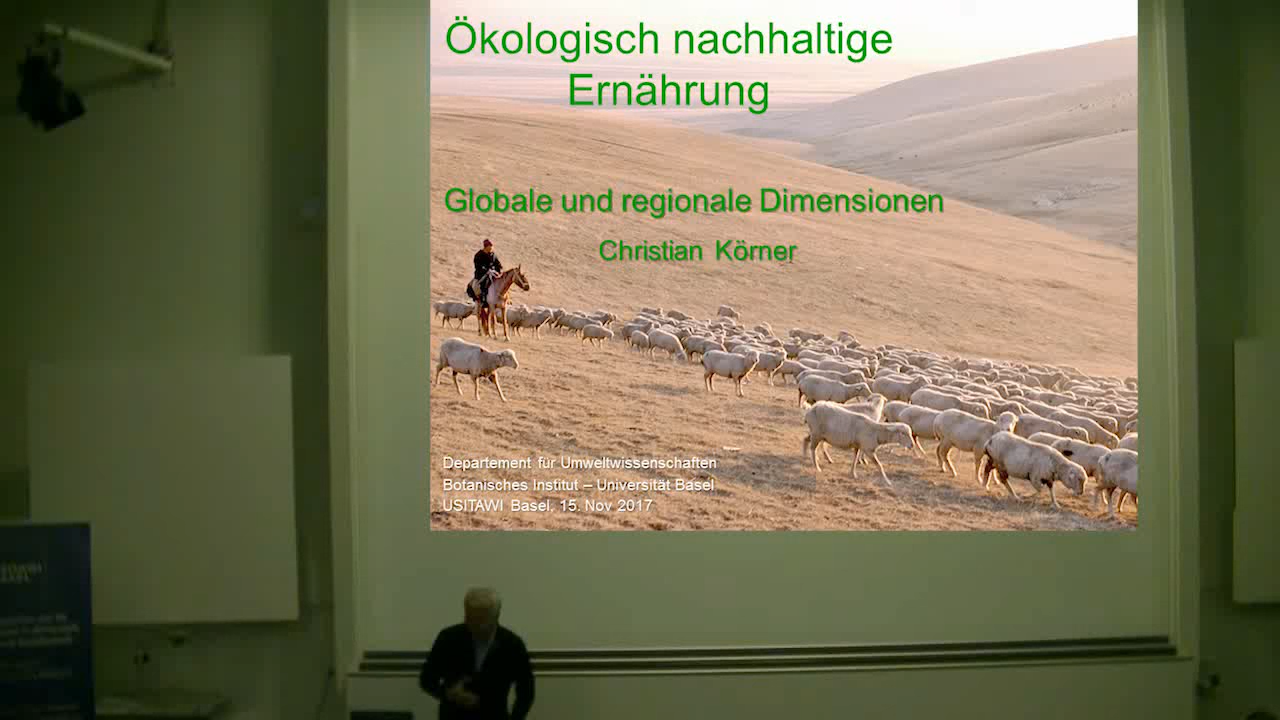 Ökologisch nachhaltige
Ernährung
Globale und regionale Dimensionen
Christian Körner
Departement für Umweltwissenschaften
Botanisches Institut – Universität Basel
USITAWI Basel. 15. Nov 2017